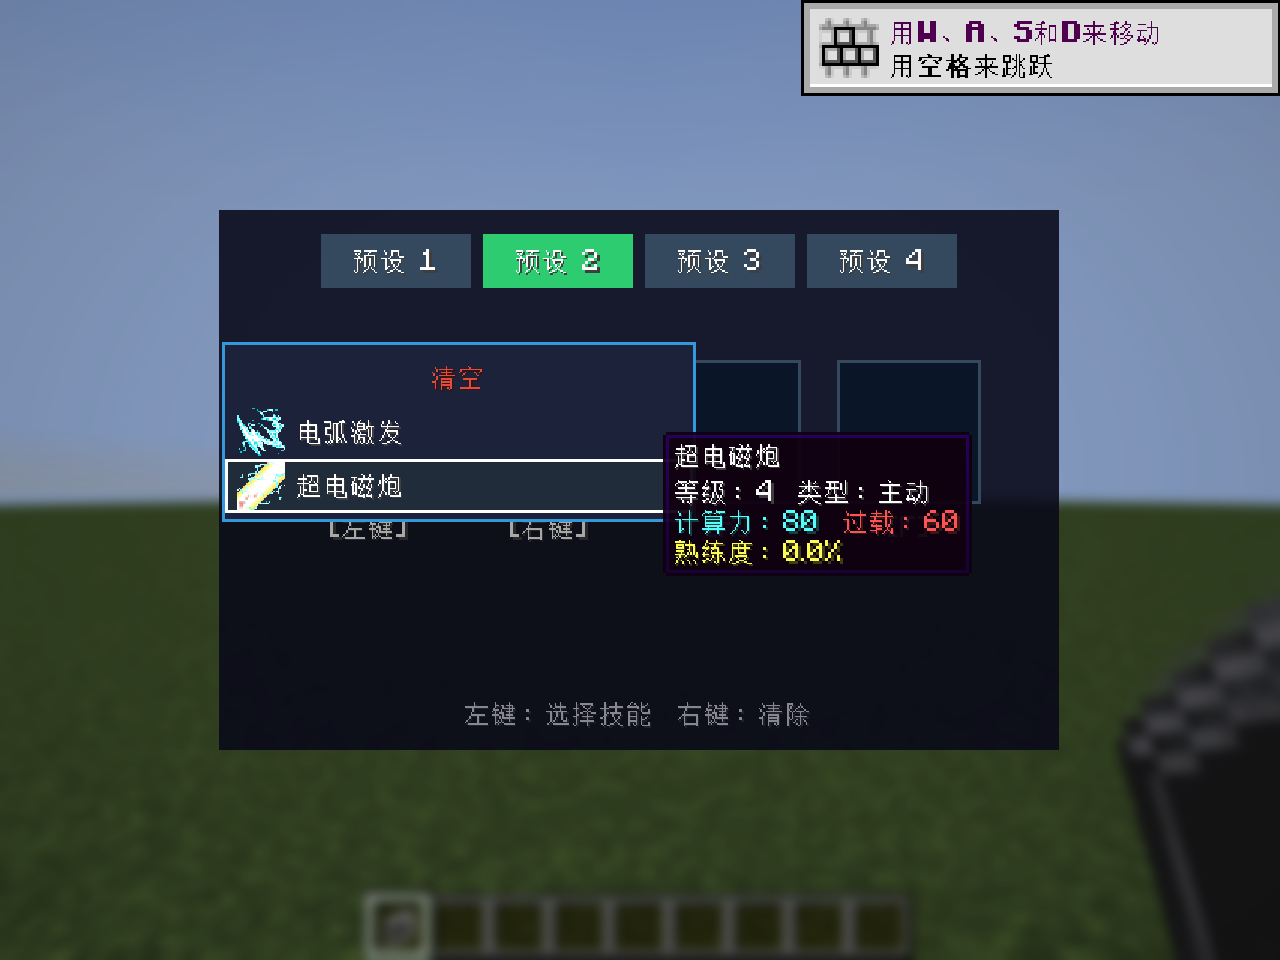 用W、A、S和D来移动
用空格来跳跃
预设 1
预设 2
预设 3
预设 4
清空
电弧激发
超电磁炮
超电磁炮
等级：4 类型：主动
计算力：80 过载：60
熟练度：0.0%
[左键]
[右键]
左键：选择技能 右键：清除